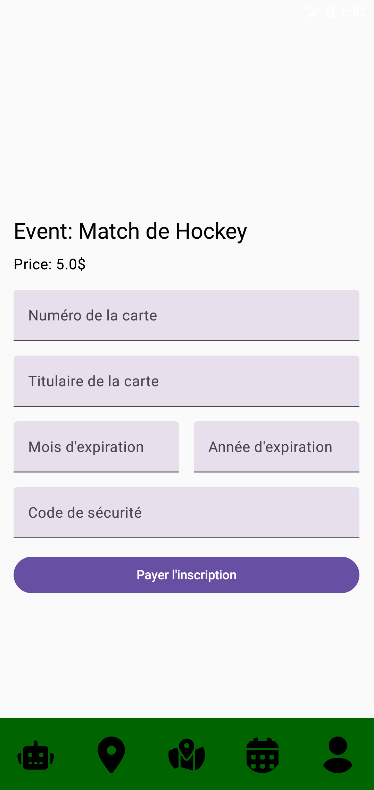 Event: Match de Hockey
Price: 5.0$
Numéro de la carte
Titulaire de la carte
Mois d'expiration
Année d'expiration
Code de sécurité
Payer l'inscription